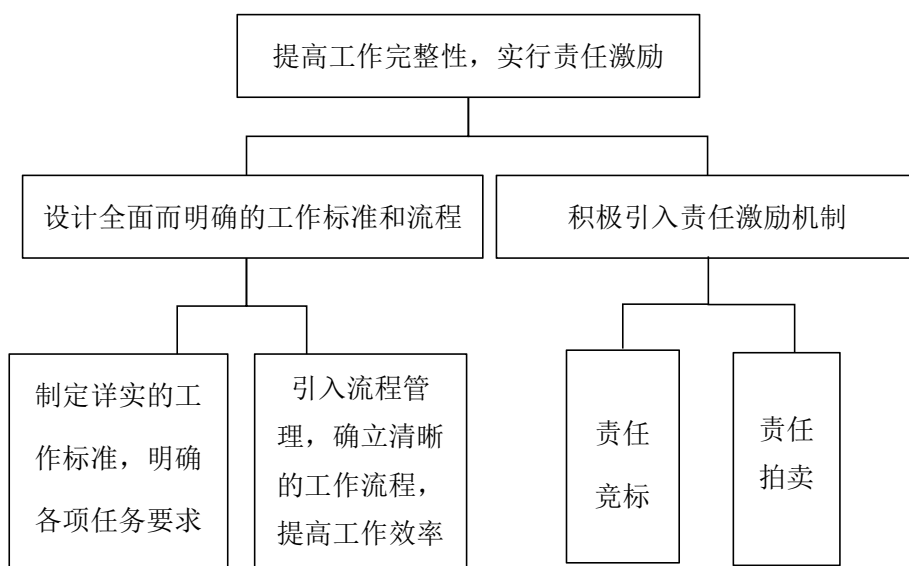 提高工作完整性，实行责任激励
设计全面而明确的工作标准和流程
积极引入责任激励机制
制定详实的工
作标准，明确
各项任务要求
引入流程管
理，确立清晰
的工作流程，
提高工作效率
责任
竞标
责任
拍卖